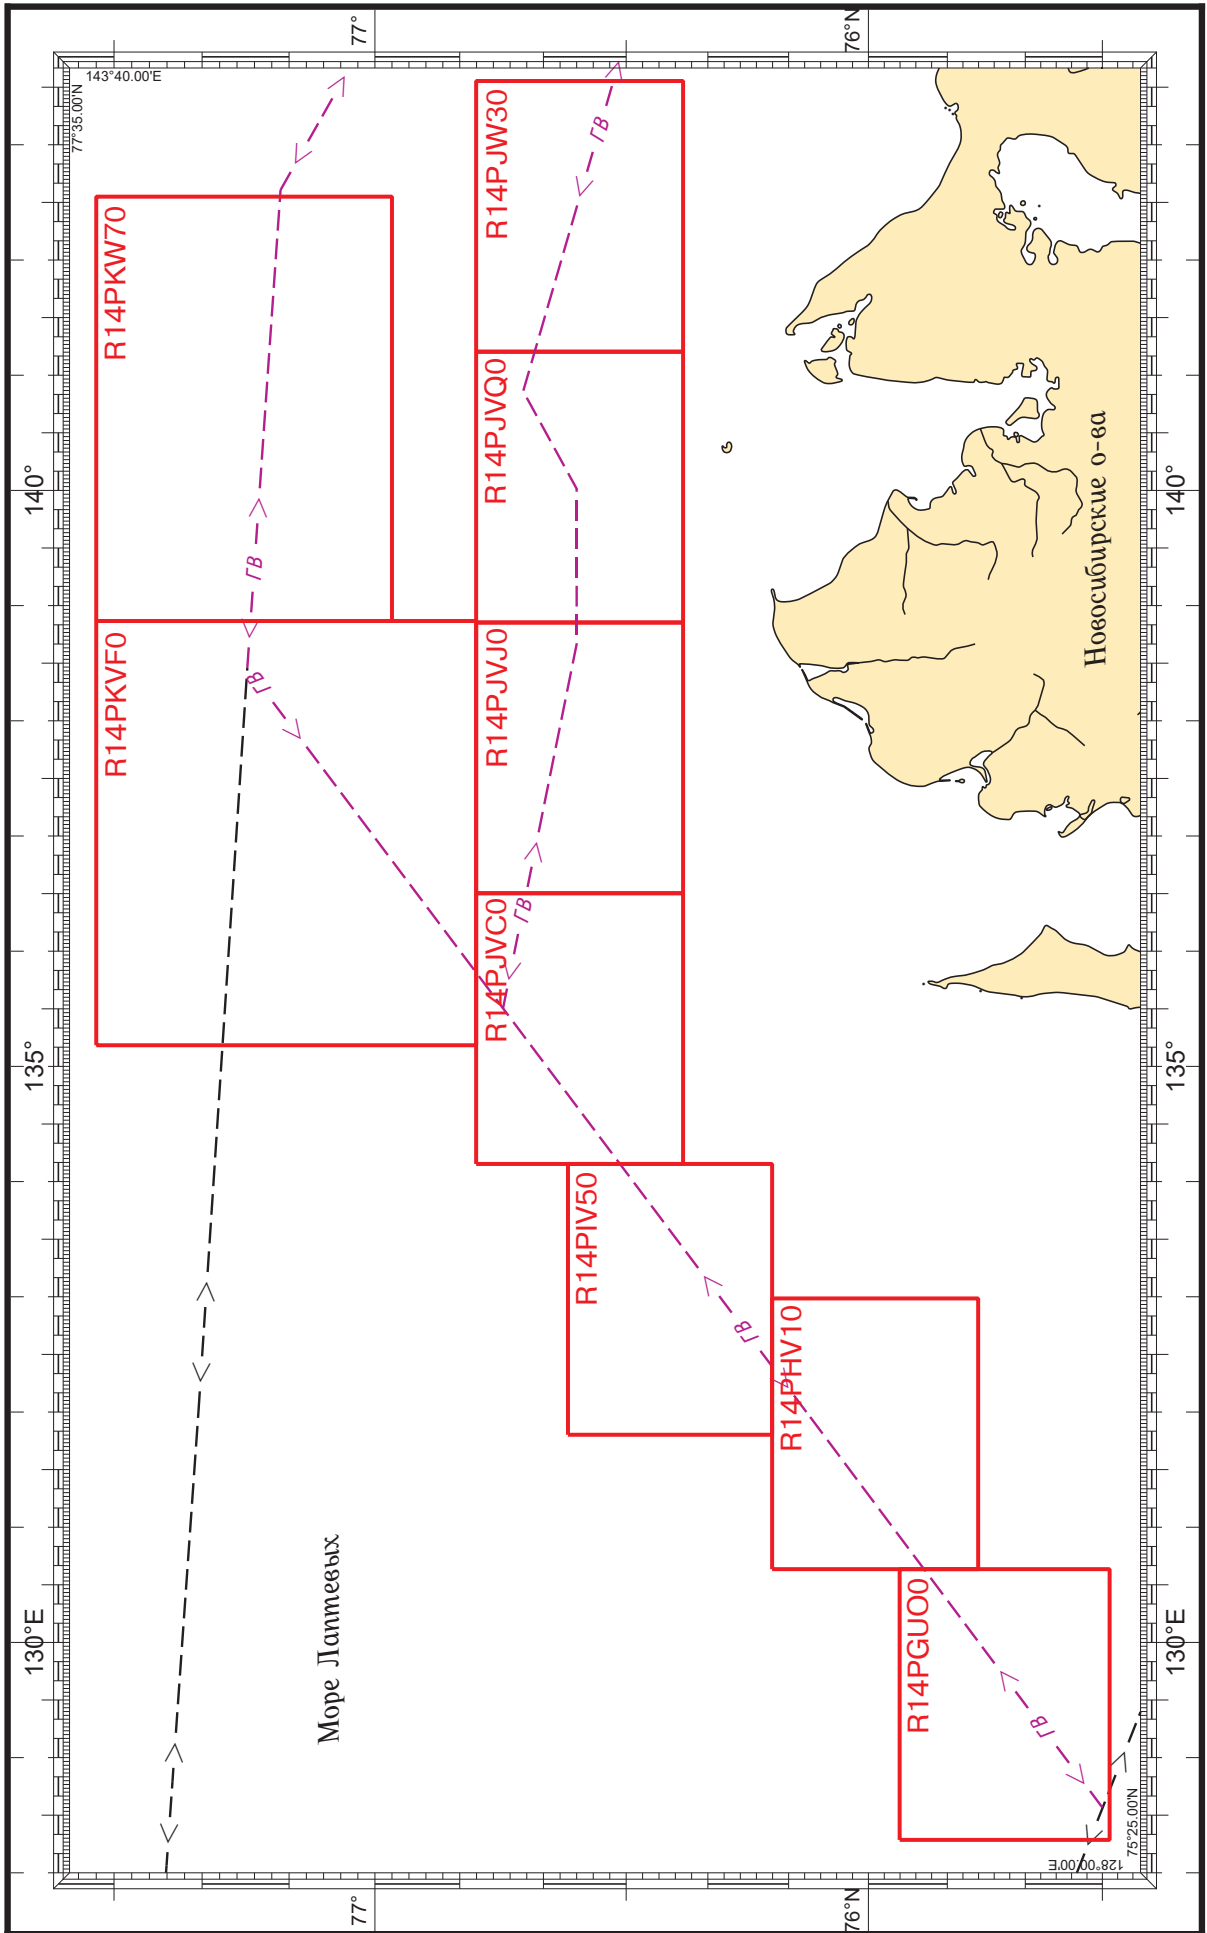 77°
76°N
143°40.00'E
77°35.00'N
R14PKW70
R14PJW30
ГВ
R14PJVQ0
140°
140°
ГВ
R14PKVF0
R14PJVJ0
ГВ
Новосибирские о-ва
R14PJVC0
ГВ
135°
135°
R14PIV50
R14PHV10
ГВ
Море Лаптевых
R14PGUO0
130°E
130°E
ГВ
75°25.00'N
128°00.00'E
77°
76°N